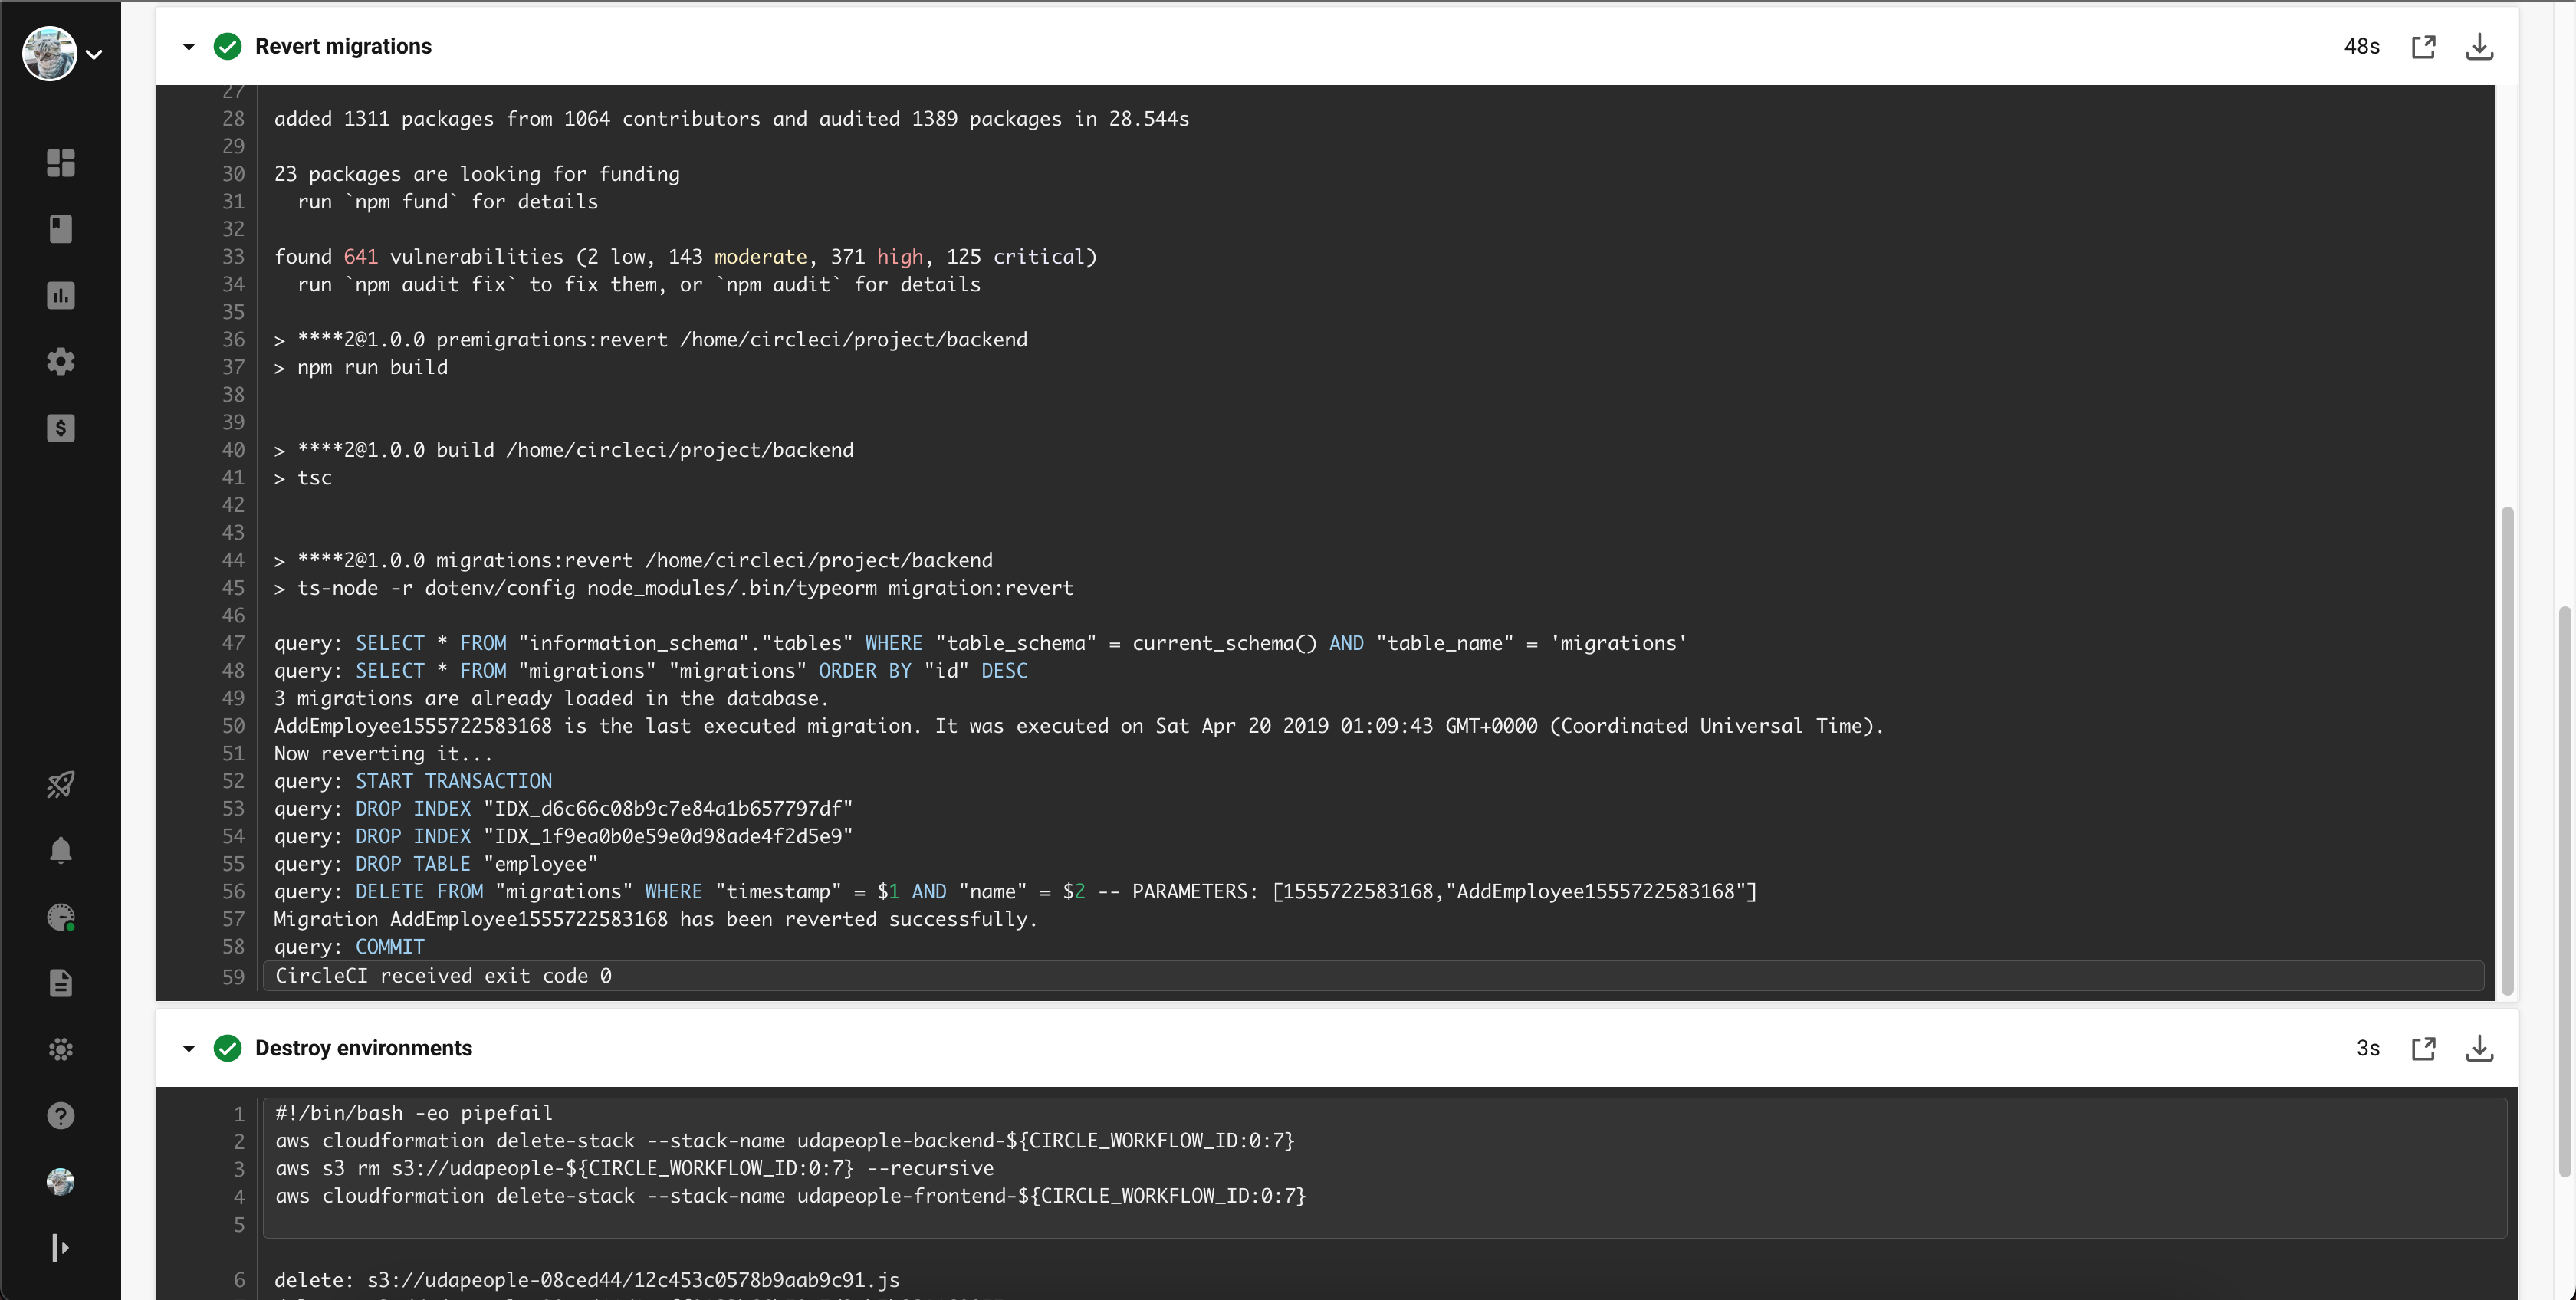 Revert migrations
48s
27
28 added 1311 packages from 1064 contributors and audited 1389 packages in 28.544s
29
30 23 packages are looking for funding
31 run `npm fund` for details
32
33 found 641 vulnerabilities (2 low, 143 moderate, 371 high, 125 critical)
34 run `npm audit fix` to fix them, or `npm audit` for details
35
36 > ****2@1.0.0 premigrations:revert /home/circleci/project/backend
37 > npm run build
38
39
40 > ****2@1.0.0 build /home/circleci/project/backend
41 > tsc
42
43
44 > ****2@1.0.0 migrations:revert /home/circleci/project/backend
45 > ts-node -r dotenv/config node_modules/.bin/typeorm migration:revert
46
47 query: SELECT * FROM "information_schema"."tables" WHERE "table_schema" = current_schema() AND "table_name" = 'migrations'
48 query: SELECT * FROM "migrations" "migrations" ORDER BY "id" DESC
49 3 migrations are already loaded in the database.
50 AddEmployee1555722583168 is the last executed migration. It was executed on Sat Apr 20 2019 01:09:43 GMT+0000 (Coordinated Universal Time).
51 Now reverting it...
52 query: START TRANSACTION
53 query: DROP INDEX "IDX_d6c66c08b9c7e84a1b657797df"
54 query: DROP INDEX "IDX_1f9ea0b0e59e0d98ade4f2d5e9"
55 query: DROP TABLE "employee"
56 query: DELETE FROM "migrations" WHERE "timestamp" = $1 AND "name" = $2 -- PARAMETERS: [1555722583168,"AddEmployee1555722583168"]
57 Migration AddEmployee1555722583168 has been reverted successfully.
58 query: COMMIT
59 CircleCI received exit code 0
Destroy environments
3s
1 #!/bin/bash -eo pipefail
2 aws cloudformation delete-stack --stack-name udapeople-backend-${CIRCLE_WORKFLOW_ID:0:7}
3 aws s3 rm s3://udapeople-${CIRCLE_WORKFLOW_ID:0:7} --recursive
4 aws cloudformation delete-stack --stack-name udapeople-frontend-${CIRCLE_WORKFLOW_ID:0:7}
5
6 delete: s3://udapeople-08ced44/12c453c0578b9aab9c91.js